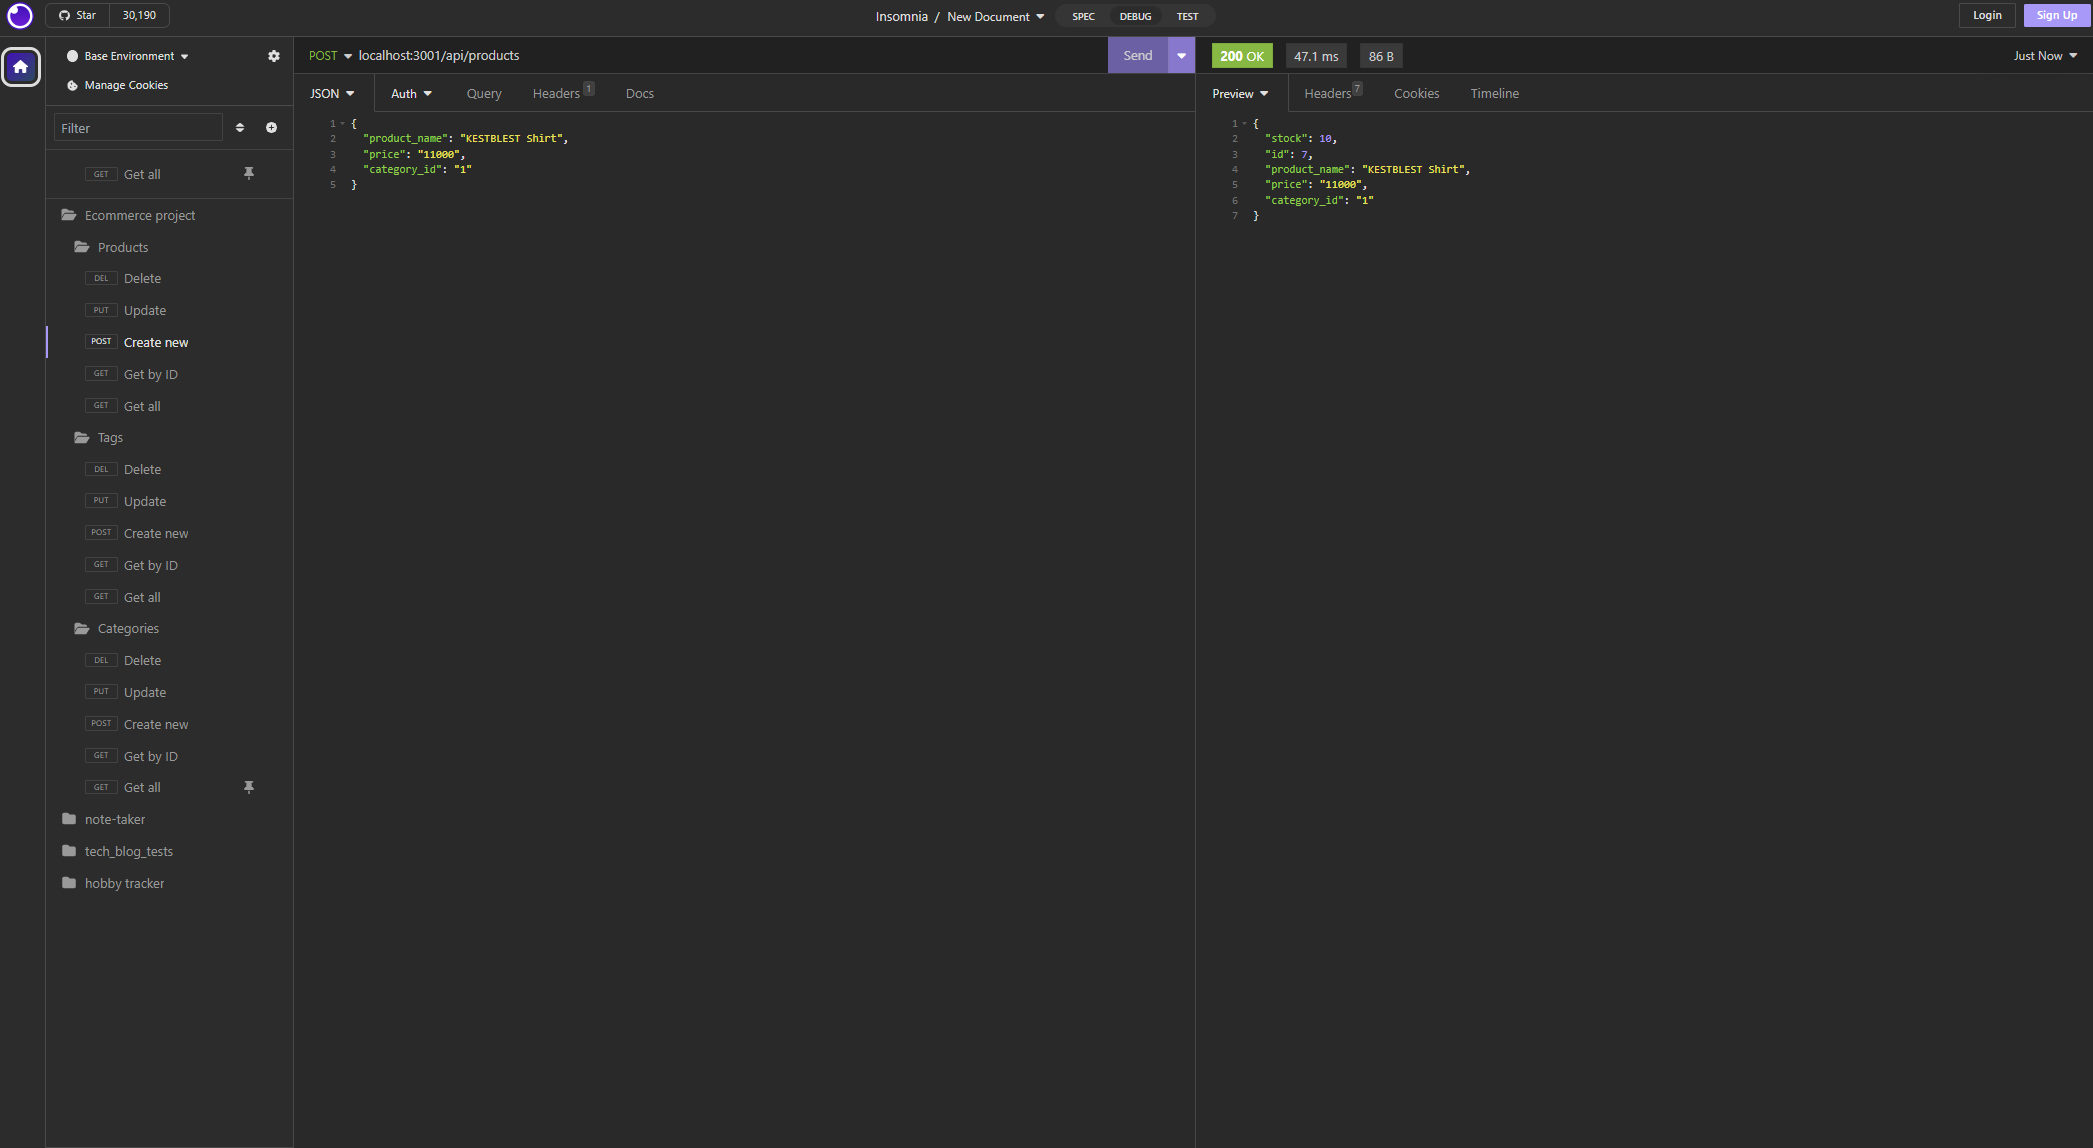 Star 30,190
Insomnia / New Document
SPEC DEBUG TEST
Login Sign Up
Base Environment
Manage Cookies
Filter
GET Get all
Ecommerce project
Products
DEL Delete
PUT Update
POST Create new
GET Get by ID
GET Get all
Tags
DEL Delete
PUT Update
POST Create new
GET Get by ID
GET Get all
Categories
DEL Delete
PUT Update
POST Create new
GET Get by ID
GET Get all
note-taker
tech_blog_tests
hobby tracker
POST localhost:3001/api/products Send
JSON Auth Query Headers 1 Docs
1 {
2 "product_name": "KESTBLEST Shirt",
3 "price": "11000",
4 "category_id": "1"
5 }
200 OK 47.1 ms 86 B Just Now
Preview Headers 7 Cookies Timeline
1 {
2 "stock": 10,
3 "id": 7,
4 "product_name": "KESTBLEST Shirt",
5 "price": "11000",
6 "category_id": "1"
7 }